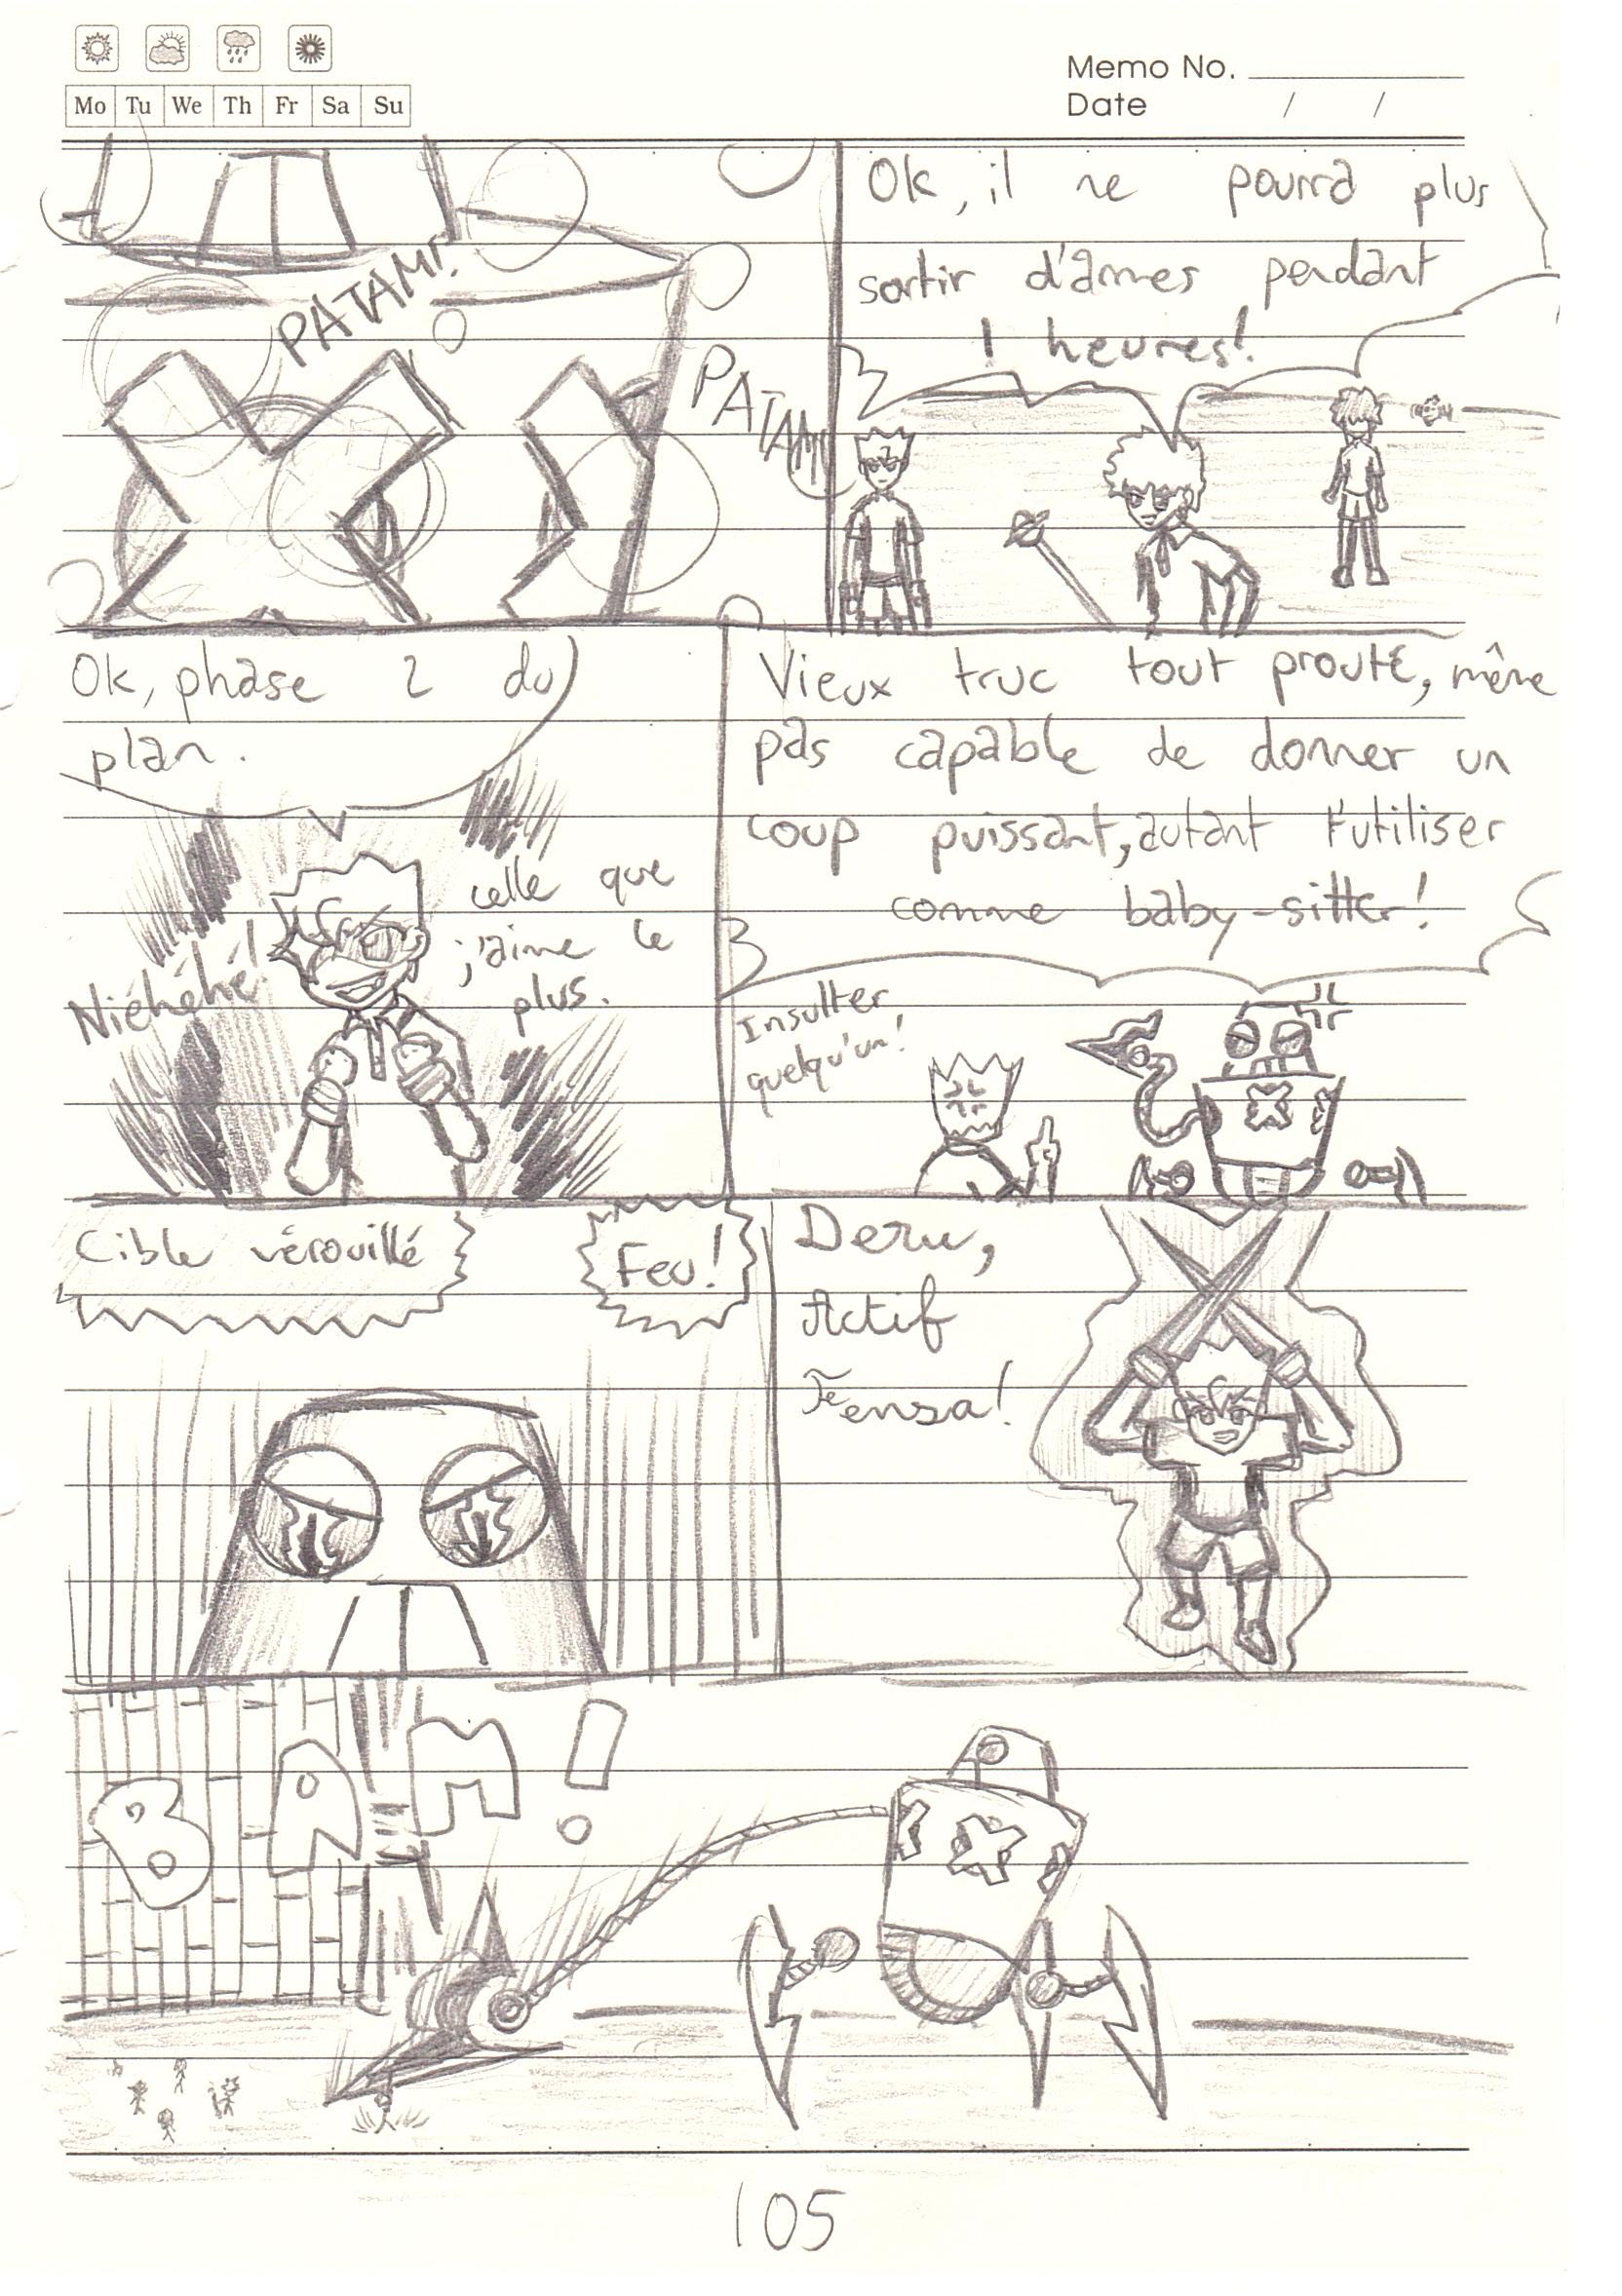 Memo No.
Mo Tu We Th Fr Sa Su
Date / /
PATAM!
PATAM!
Ok, il ne pourra plus
sortir d'armes pendant
1 heures!
Ok, phase 2 du
plan.
celle que
j'aime le
plus.
Niéhéhé!
Vieux truc tout prouté, même
pas capable de donner un
coup puissant, autant t'utiliser
comme baby-sitter!
Insulter
quelqu'un!
Cible vérouillé
Feu!
Deru,
Actif
Fensa!
BAM!
105